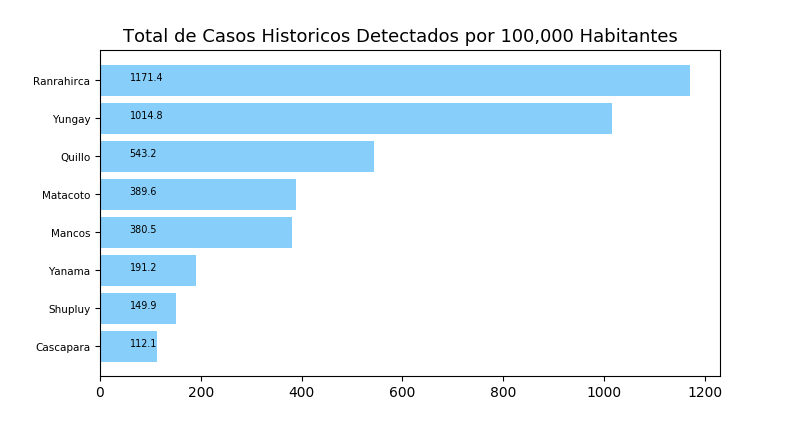 Total de Casos Historicos Detectados por 100,000 Habitantes
Ranrahirca 1171.4
Yungay 1014.8
Quillo 543.2
Matacoto 389.6
Mancos 380.5
Yanama 191.2
Shupluy 149.9
Cascapara 112.1
0 200 400 600 800 1000 1200